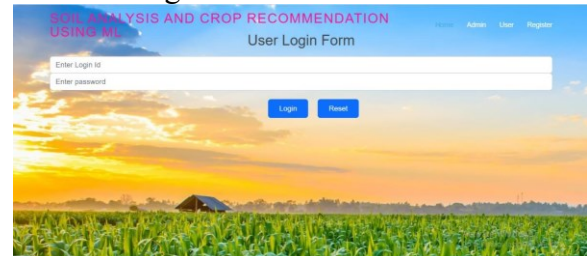 SOIL ANALYSIS AND CROP RECOMMENDATION
USING ML
Home Admin User Register
User Login Form
Enter Login Id
Enter password
Login Reset